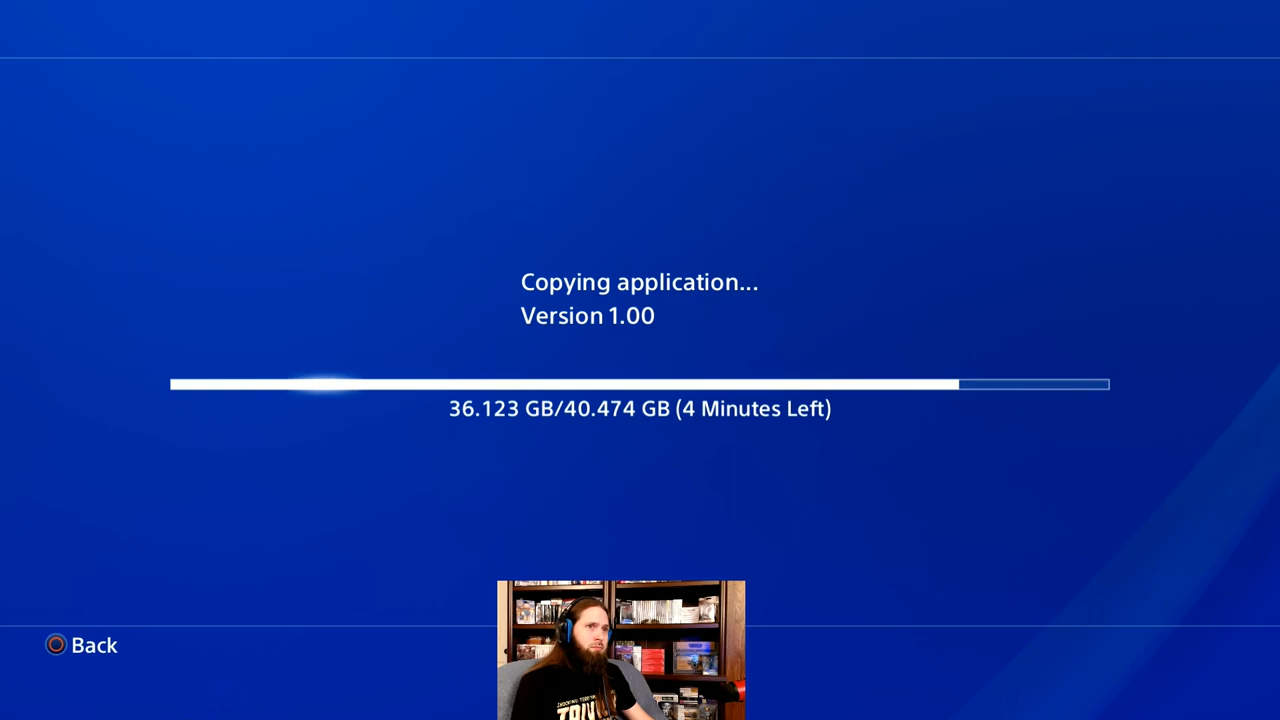 Copying application...
Version 1.00
36.123 GB/40.474 GB (4 Minutes Left)
Back